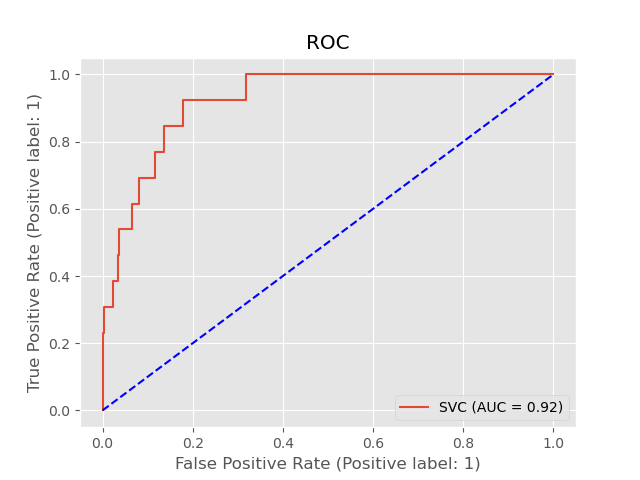 ROC
True Positive Rate (Positive label: 1)
1.0
0.8
0.6
0.4
0.2
0.0
SVC (AUC = 0.92)
0.0 0.2 0.4 0.6 0.8 1.0
False Positive Rate (Positive label: 1)